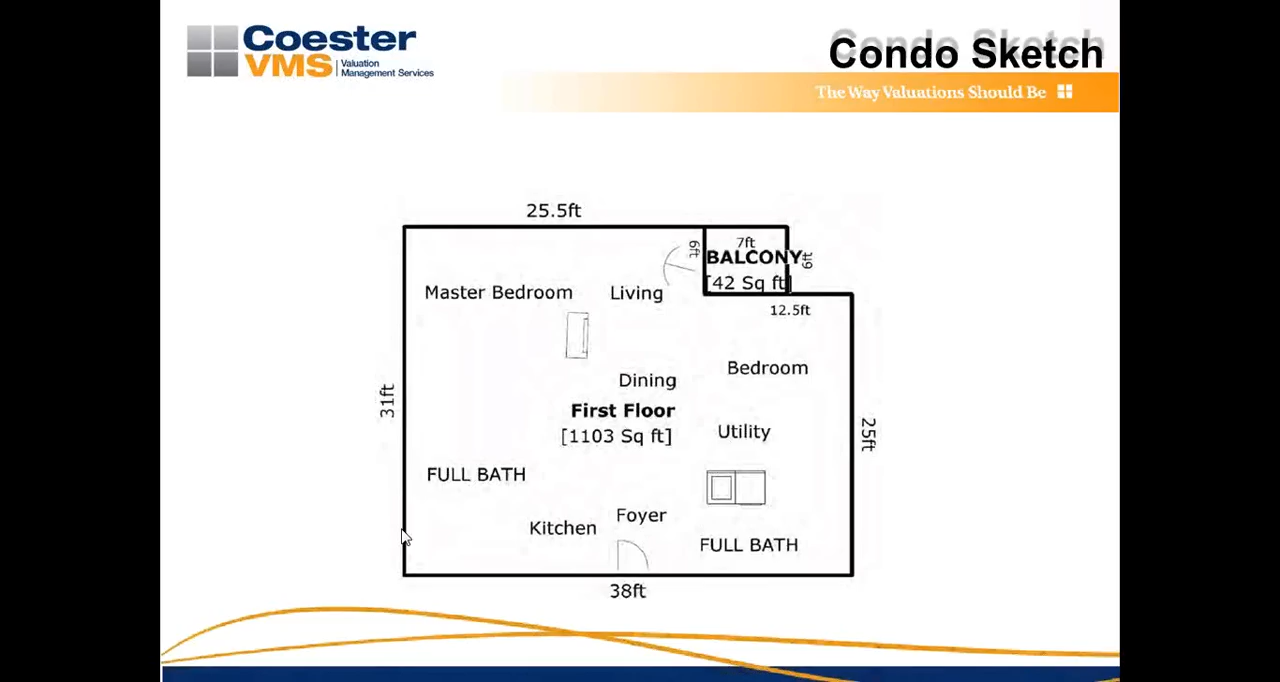 Coester
VMS
Valuation
Management Services
Condo Sketch
The Way Valuations Should Be
25.5ft
6ft
7ft
BALCONY
6ft
[42 Sq ft]
12.5ft
Master Bedroom
Living
Bedroom
Dining
31ft
First Floor
[1103 Sq ft]
Utility
25ft
FULL BATH
Foyer
Kitchen
FULL BATH
38ft